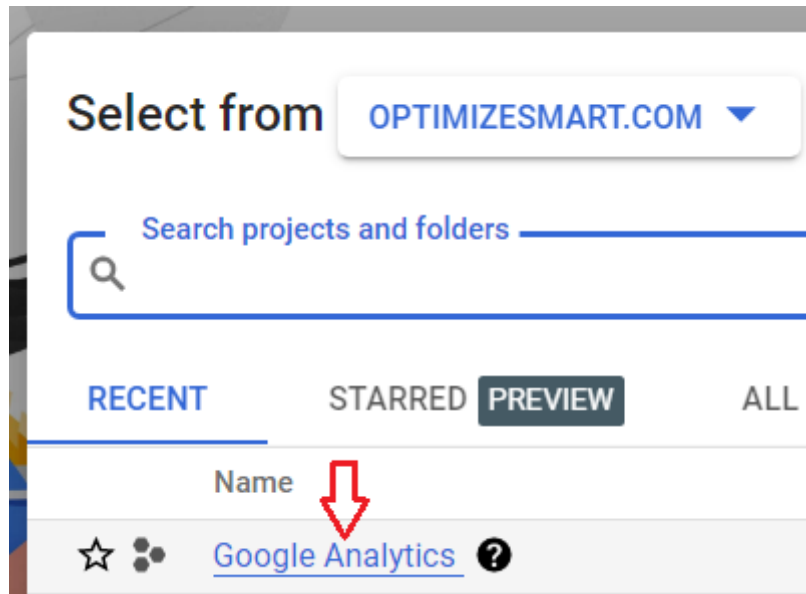 Select from OPTIMIZESMART.COM
Search projects and folders
RECENT STARRED PREVIEW ALL
Name
Google Analytics